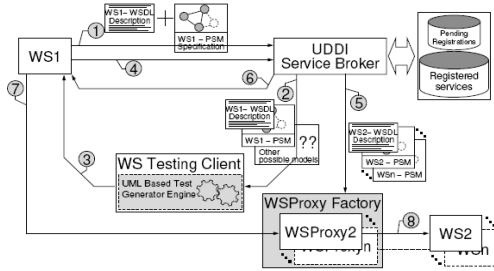 WS1- WSDL
Description
WS1 - PSM
Specification
1
WS1
4
UDDI
Service Broker
Pending
Registrations
Registered
services
6
2
5
7
WS1- WSDL
Description
WS1 - PSM
Other
possible models
??
WS2- WSDL
Description
WS2 - PSM
WSn - PSM
3
WS Testing Client
UML Based Test
Generator Engine
WSProxy Factory
WSProxy2
WSProxyn
8
WS2
WSn